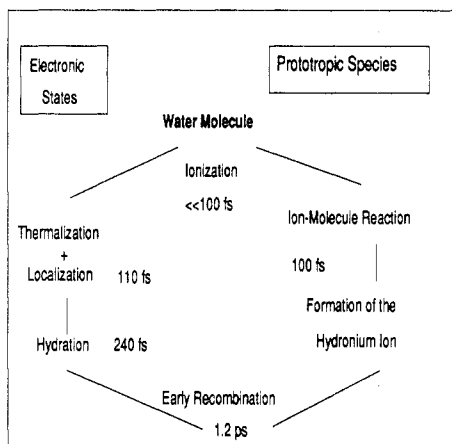 Electronic
States
Prototropic Species
Water Molecule
Ionization
<<100 fs
Ion-Molecule Reaction
Thermalization
+
Localization 110 fs
100 fs
Formation of the
Hydronium Ion
Hydration 240 fs
Early Recombination
1.2 ps